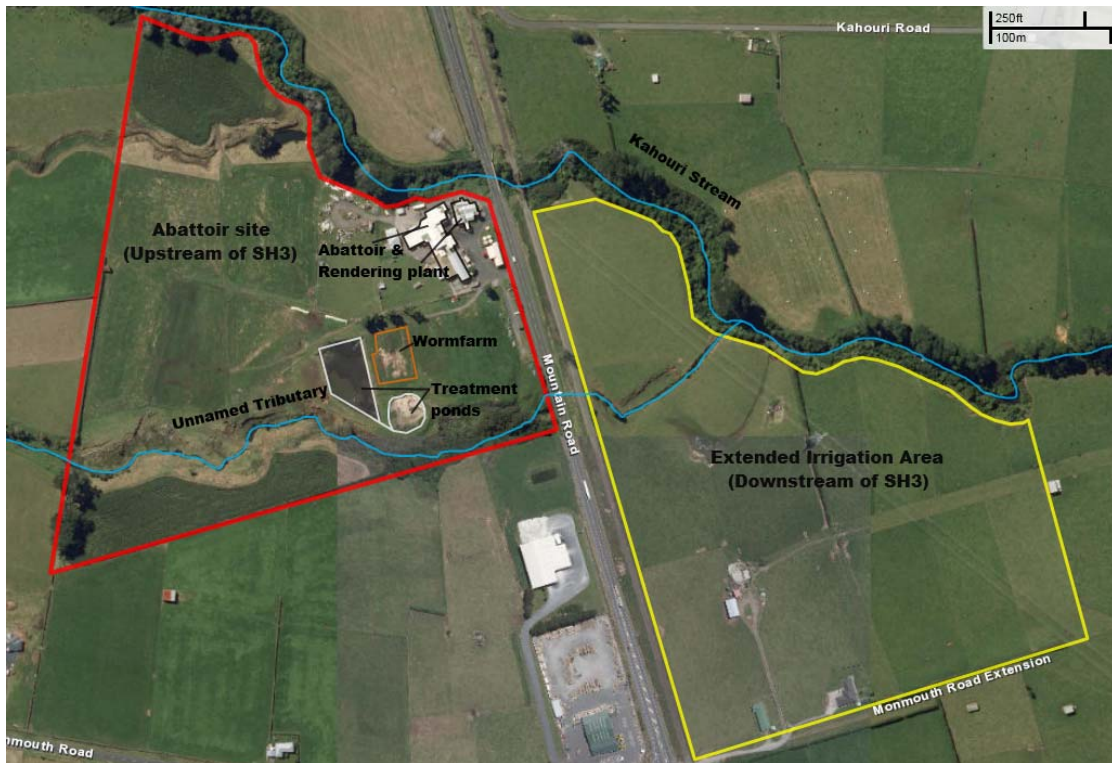 250ft
100m
Kahouri Road
Kahouri Stream
Abattoir site
(Upstream of SH3)
Abattoir &
Rendering plant
Wormfarm
Mountain Road
Treatment
ponds
Unnamed Tributary
Extended Irrigation Area
(Downstream of SH3)
Monmouth Road Extension
nmouth Road